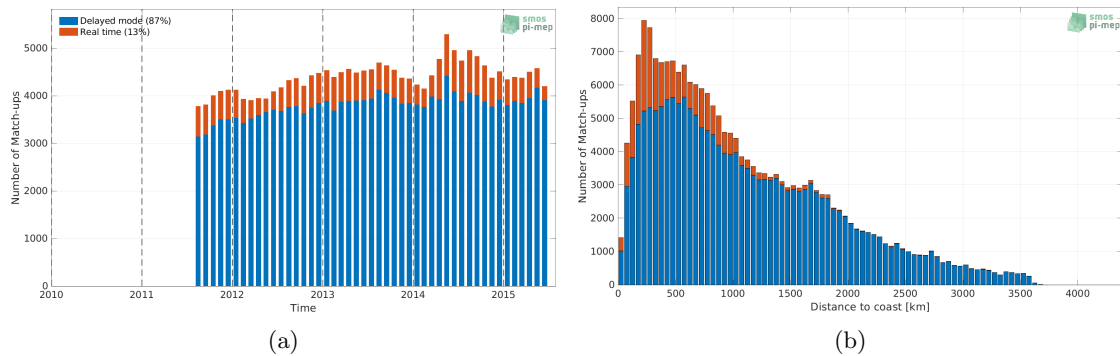 Delayed mode (87%)
Real time (13%)
smos
pi-mep
5000
4000
3000
2000
1000
0
Number of Match-ups
2010
2011
2012
2013
2014
2015
Time
(a)
smos
pi-mep
8000
7000
6000
5000
4000
3000
2000
1000
0
Number of Match-ups
0
500
1000
1500
2000
2500
3000
3500
4000
Distance to coast [km]
(b)